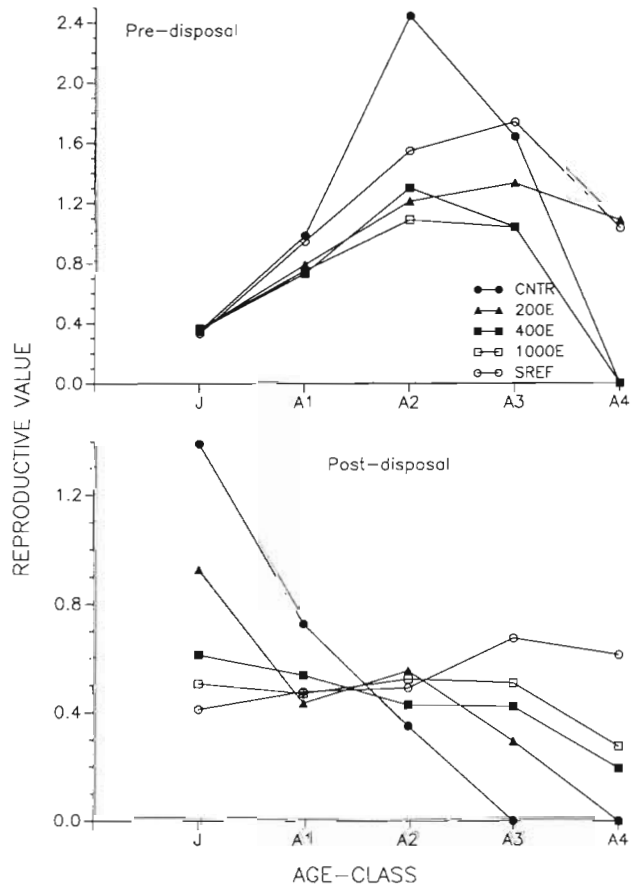 2.4
Pre-disposal
2.0
1.6
1.2
0.8
CNTR
200E
400E
1000E
SREF
0.4
0.0
J
A1
A2
A3
A4
REPRODUCTIVE VALUE
Post-disposal
1.2
0.8
0.4
0.0
J
A1
A2
A3
A4
AGE-CLASS